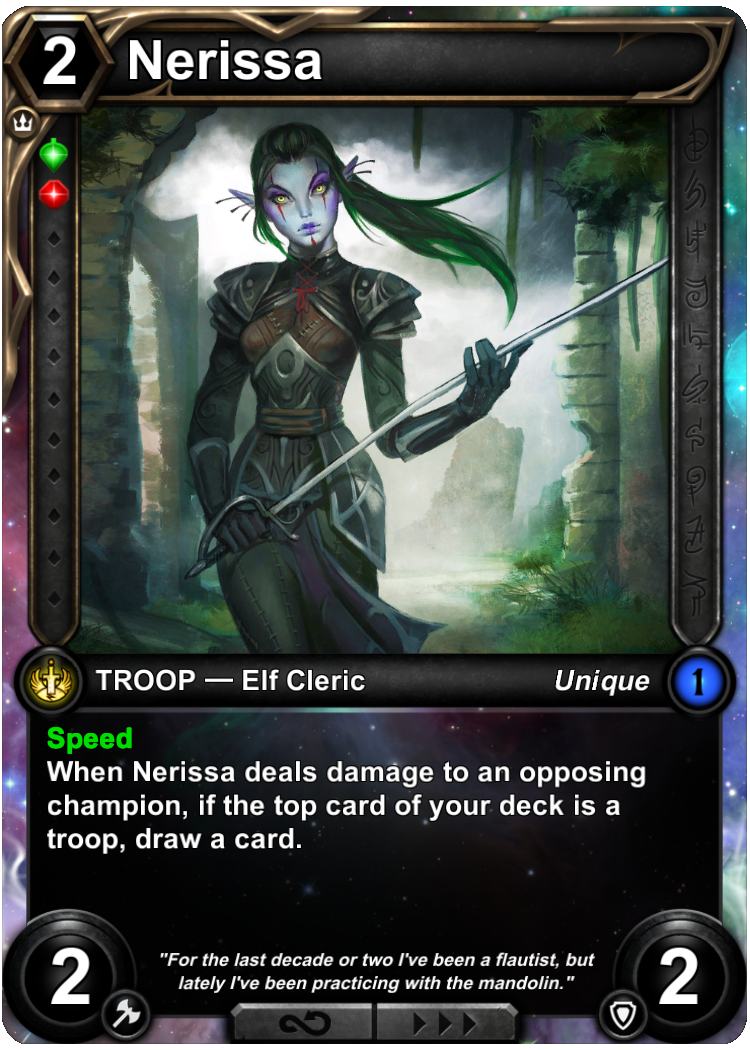 2 Nerissa
TROOP — Elf Cleric Unique 1
Speed
When Nerissa deals damage to an opposing
champion, if the top card of your deck is a
troop, draw a card.
"For the last decade or two I've been a flautist, but
lately I've been practicing with the mandolin."
2 2